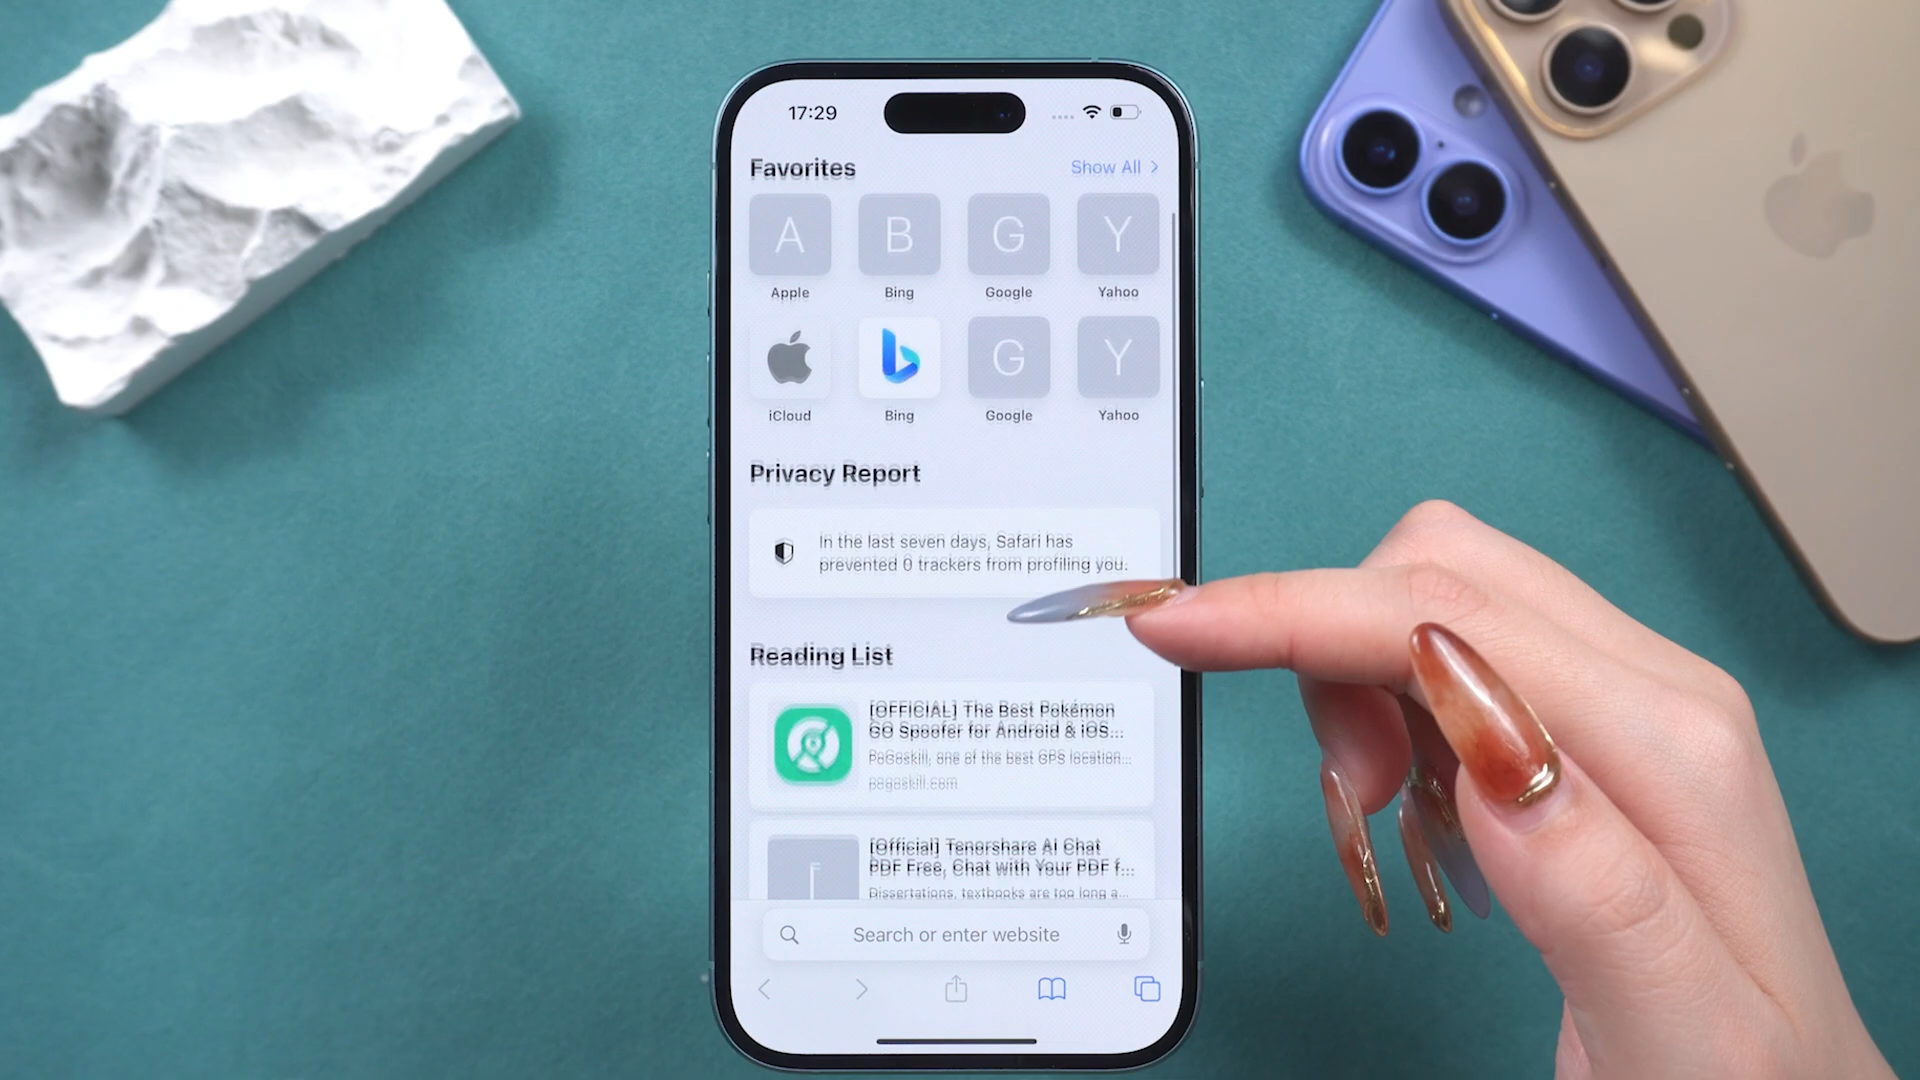 17:29
Favorites
Show All >
A B G Y
Apple Bing Google Yahoo
G Y
iCloud Bing Google Yahoo
Privacy Report
In the last seven days, Safari has
prevented 0 trackers from profiling you.
Reading List
[OFFICIAL] The Best Pokémon
GO Spoofer for Android & iOS...
PoGoskill, one of the best GPS location...
pogoskill.com
[Official] Tenorshare AI Chat
PDF Free, Chat with Your PDF f...
Dissertations, textbooks are too long a...
Search or enter website